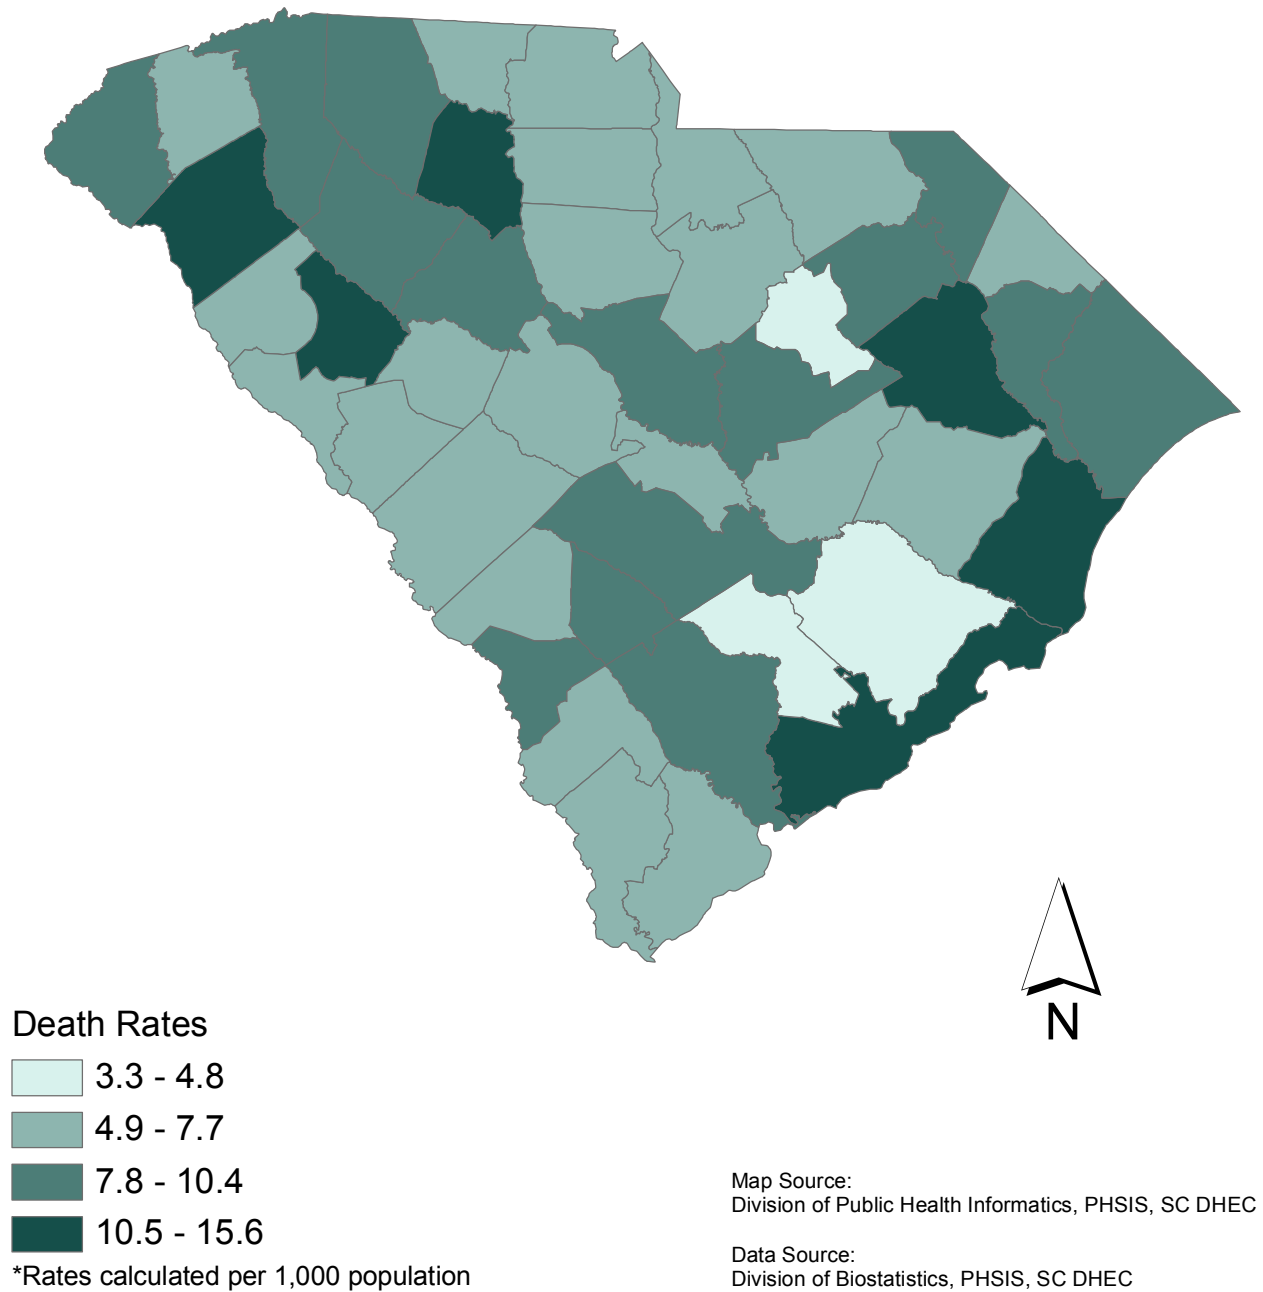 N
Death Rates
3.3 - 4.8
4.9 - 7.7
7.8 - 10.4
10.5 - 15.6
*Rates calculated per 1,000 population
Map Source:
Division of Public Health Informatics, PHSIS, SC DHEC
Data Source:
Division of Biostatistics, PHSIS, SC DHEC